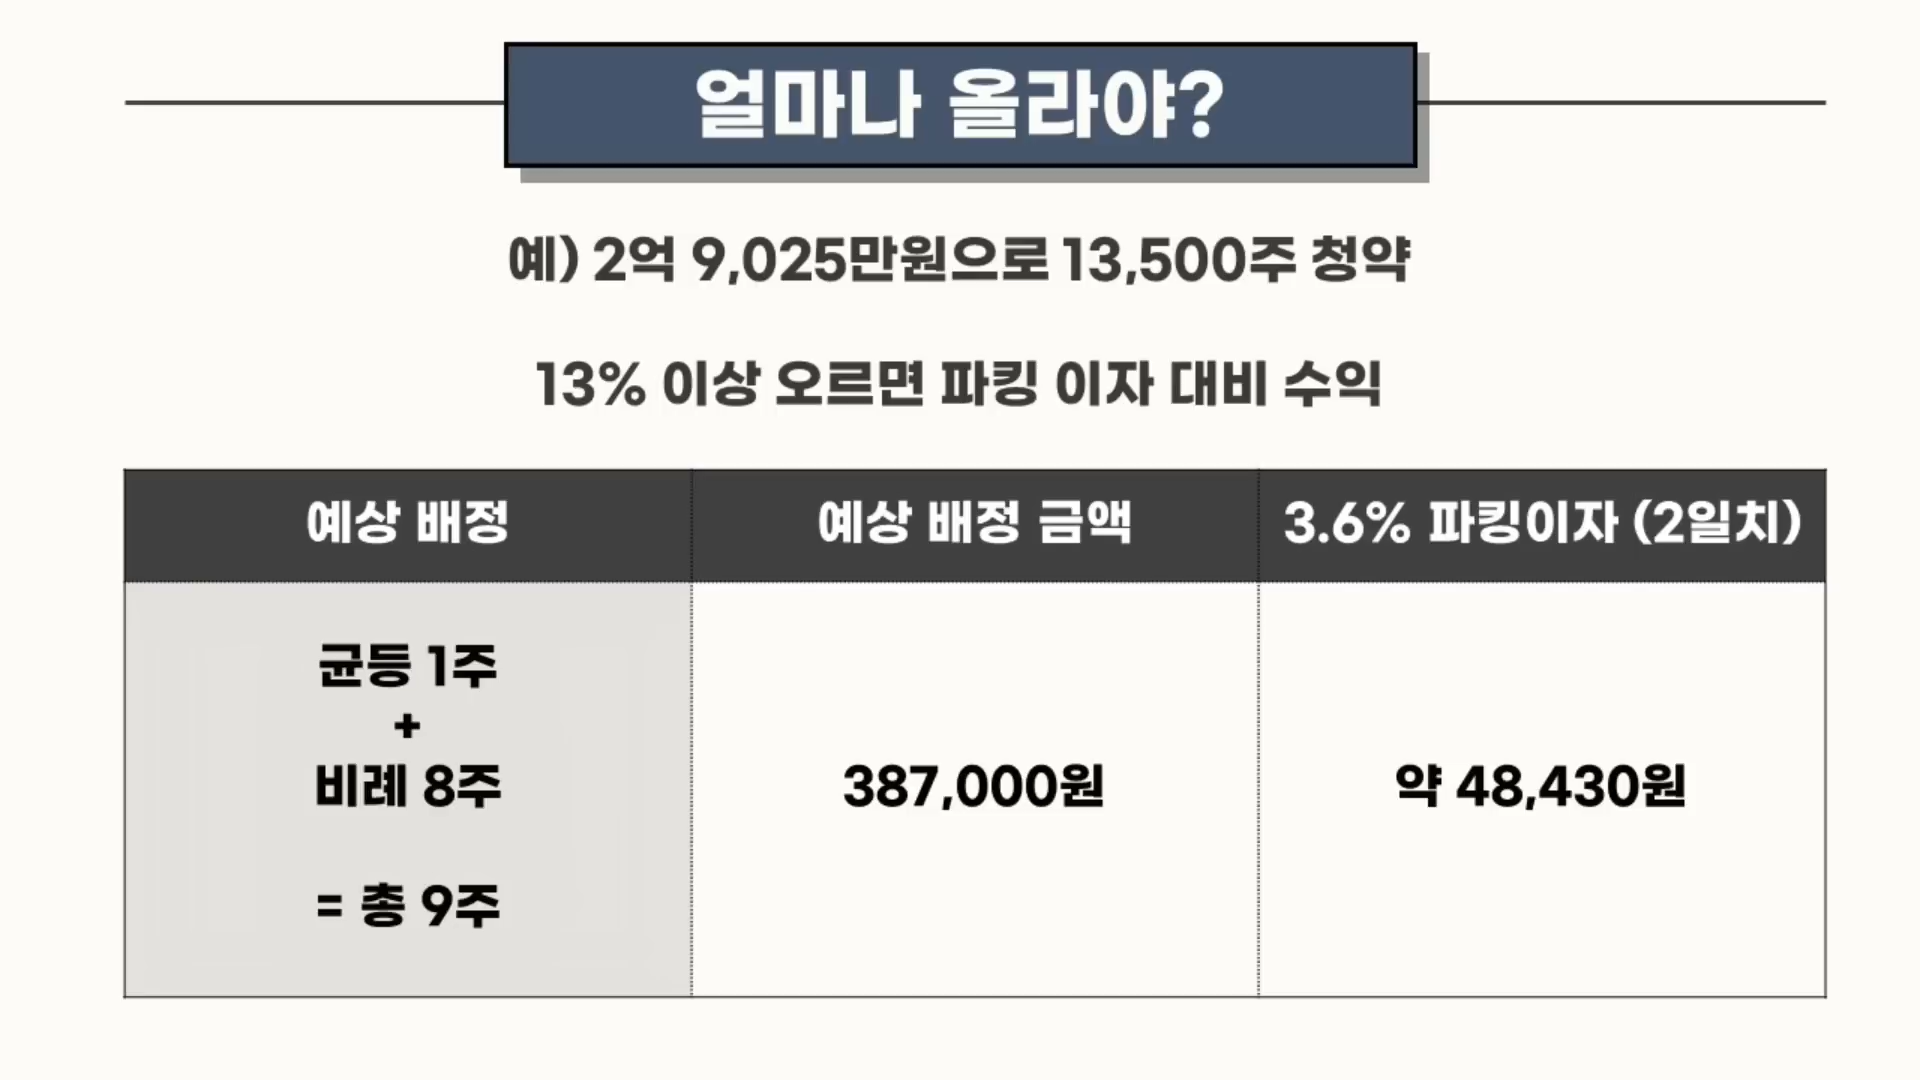 얼마나 올라야?
예) 2억 9,025만원으로 13,500주 청약
13% 이상 오르면 파킹 이자 대비 수익
예상 배정
예상 배정 금액
3.6% 파킹이자 (2일치)
균등 1주
+
비례 8주
= 총 9주
387,000원
약 48,430원